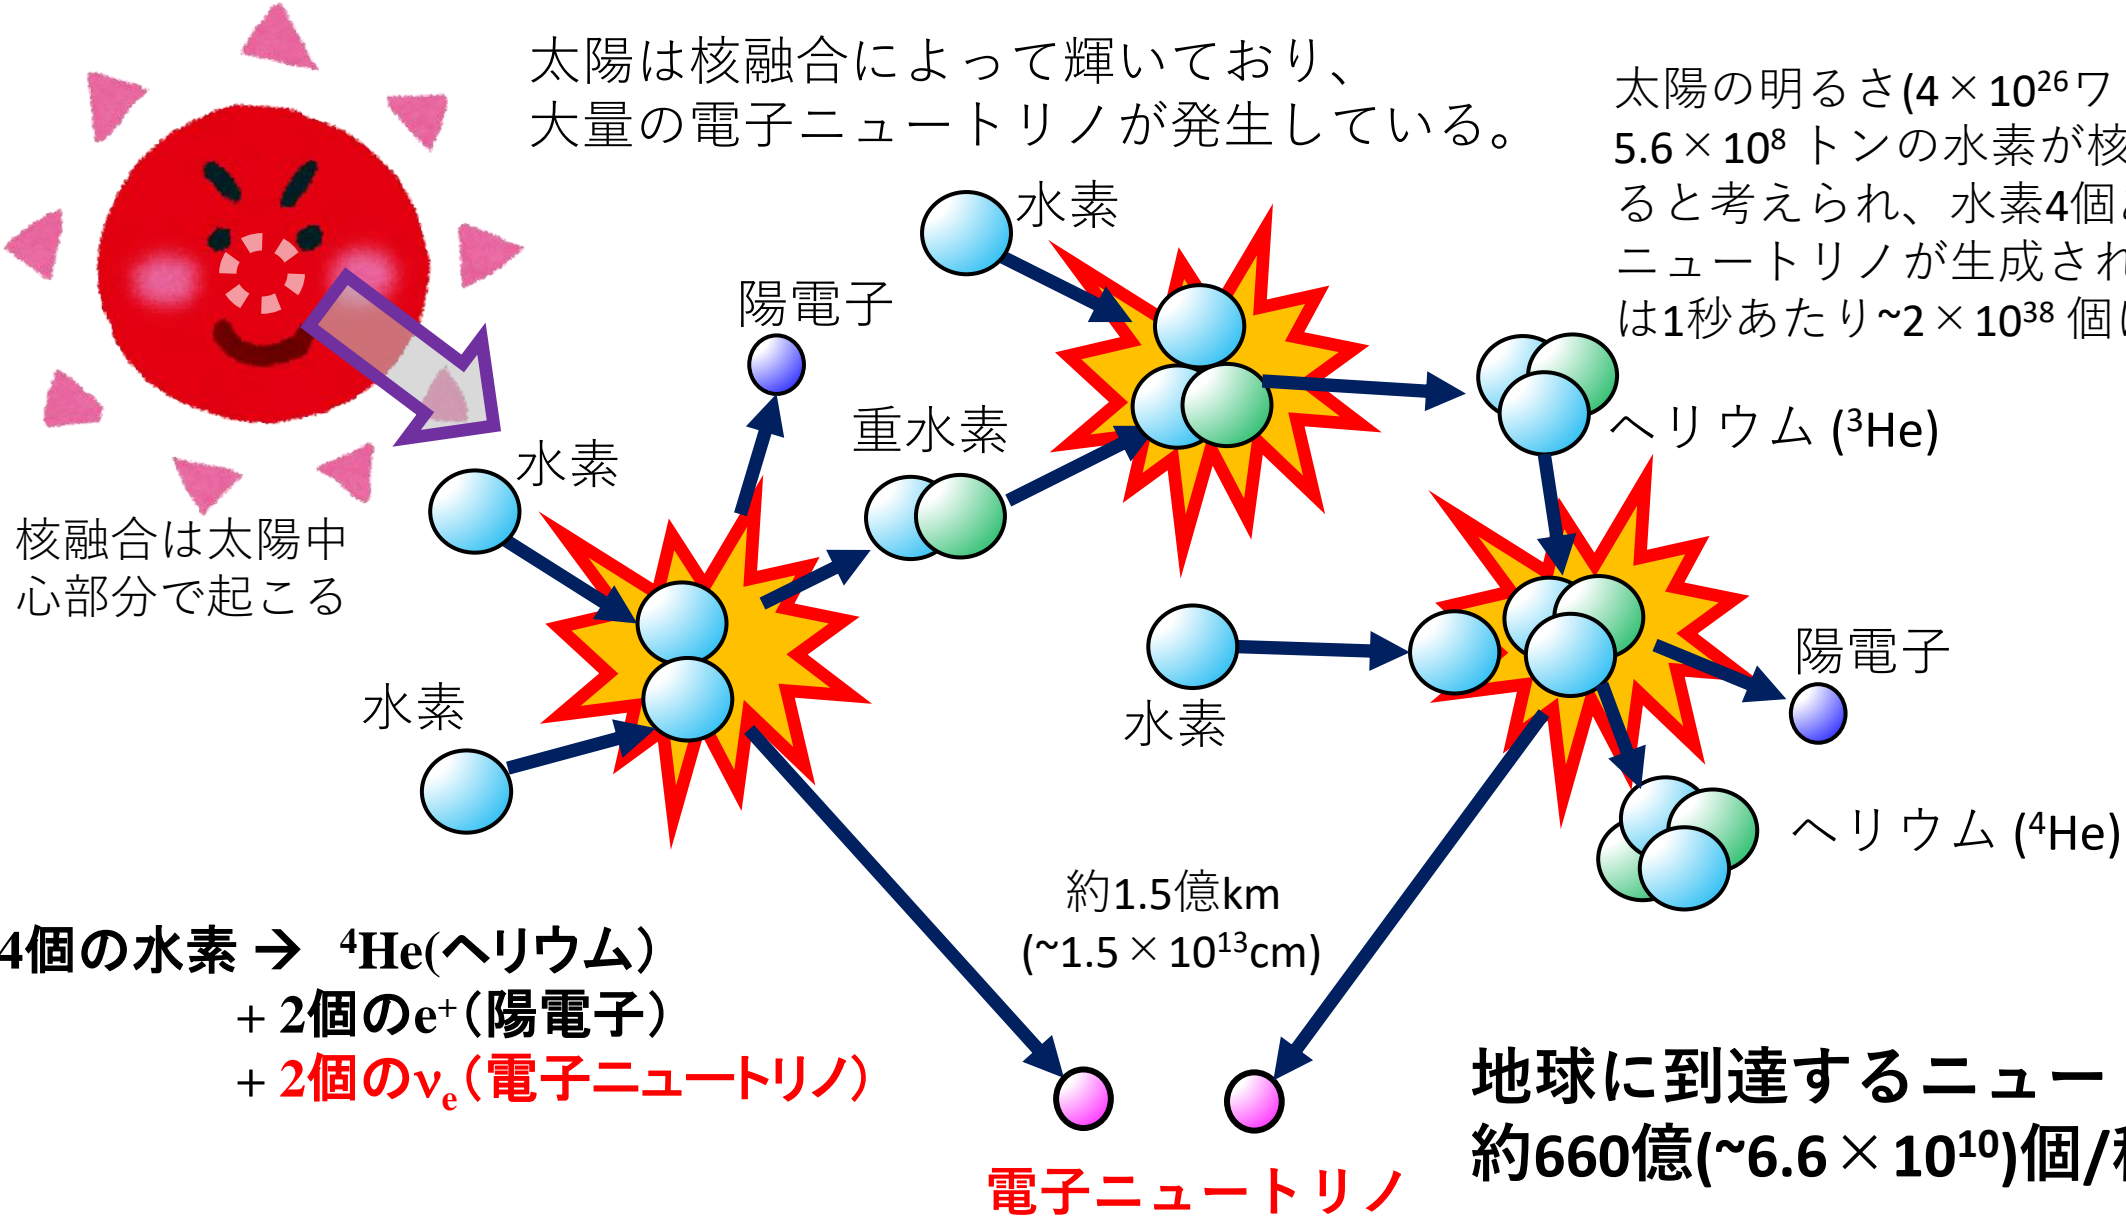 太陽は核融合によって輝いており、
大量の電子ニュートリノが発生している。
太陽の明るさ(4×10²⁶ワ
5.6×10⁸ トンの水素が核
ると考えられ、水素4個
ニュートリノが生成され
は1秒あたり~2×10³⁸ 個
水素
陽電子
重水素
ヘリウム (³He)
水素
核融合は太陽中
心部分で起こる
水素
水素
陽電子
ヘリウム (⁴He)
約1.5億km
(~1.5×10¹³cm)
4個の水素 → ⁴He(ヘリウム)
+ 2個のe⁺(陽電子)
+ 2個のνₑ(電子ニュートリノ)
電子ニュートリノ
地球に到達するニュー
約660億(~6.6×10¹⁰)個/